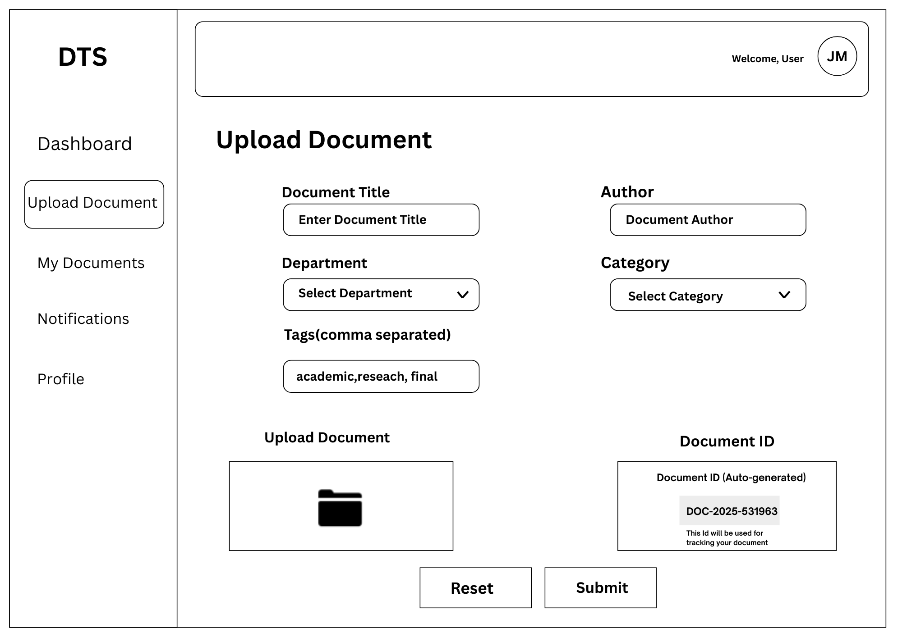 DTS
Welcome, User
JM
Dashboard
Upload Document
My Documents
Notifications
Profile
Upload Document
Document Title
Enter Document Title
Author
Document Author
Department
Select Department
Category
Select Category
Tags(comma separated)
academic,reseach, final
Upload Document
Document ID
Document ID (Auto-generated)
DOC-2025-531963
This Id will be used for
tracking your document
Reset
Submit